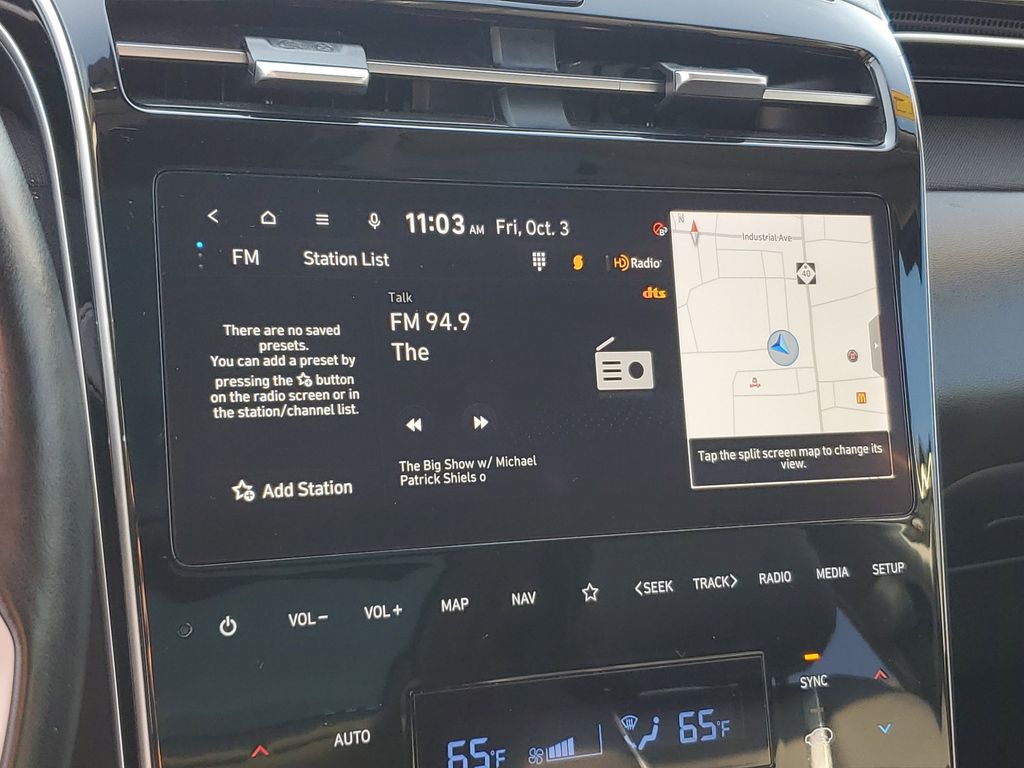 11:03 AM Fri, Oct. 3
FM Station List
HD Radio
dts
Talk
FM 94.9
The
There are no saved
presets.
You can add a preset by
pressing the button
on the radio screen or in
the station/channel list.
Add Station
The Big Show w/ Michael
Patrick Shiels o
N
Industrial Ave
40
Tap the split screen map to change its
view.
VOL− VOL+ MAP NAV <SEEK TRACK> RADIO MEDIA SETUP
AUTO
65°F
65°F
SYNC